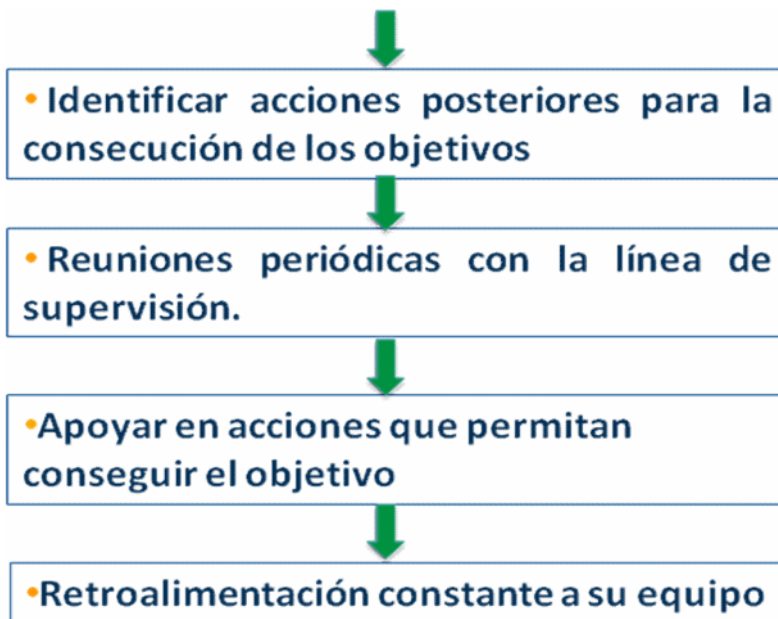 • Identificar acciones posteriores para la
consecución de los objetivos
• Reuniones periódicas con la línea de
supervisión.
•Apoyar en acciones que permitan
conseguir el objetivo
•Retroalimentación constante a su equipo